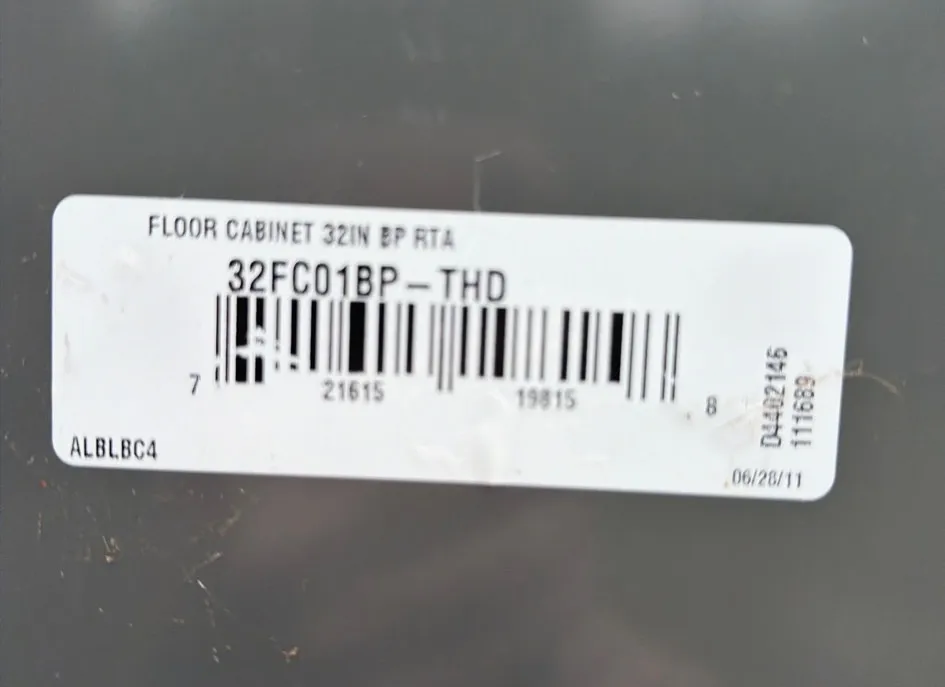 FLOOR CABINET 32IN BP RTA
32FC01BP-THD
7 21615 19815 8
D4402146
111689
ALBLBC4
06/28/11